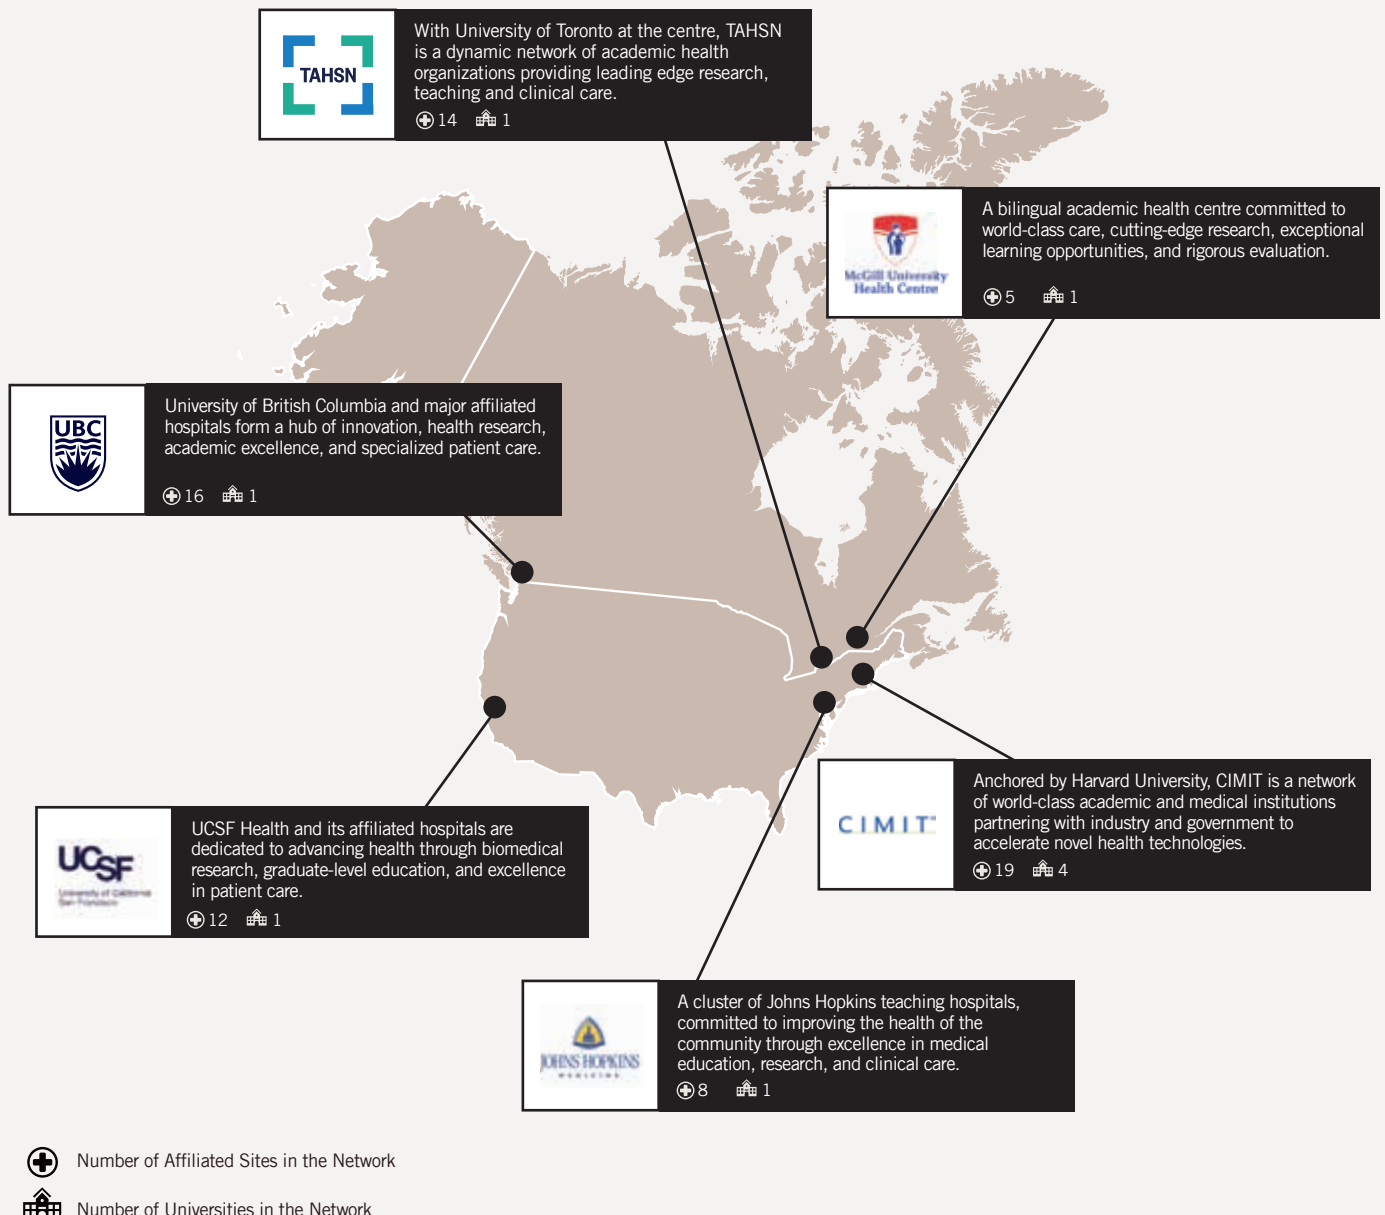 TAHSN
With University of Toronto at the centre, TAHSN
is a dynamic network of academic health
organizations providing leading edge research,
teaching and clinical care.
14 1
McGill University
Health Centre
A bilingual academic health centre committed to
world-class care, cutting-edge research, exceptional
learning opportunities, and rigorous evaluation.
5 1
UBC
University of British Columbia and major affiliated
hospitals form a hub of innovation, health research,
academic excellence, and specialized patient care.
16 1
CIMIT
Anchored by Harvard University, CIMIT is a network
of world-class academic and medical institutions
partnering with industry and government to
accelerate novel health technologies.
19 4
UCSF
University of California
San Francisco
UCSF Health and its affiliated hospitals are
dedicated to advancing health through biomedical
research, graduate-level education, and excellence
in patient care.
12 1
JOHNS HOPKINS
MEDICINE
A cluster of Johns Hopkins teaching hospitals,
committed to improving the health of the
community through excellence in medical
education, research, and clinical care.
8 1
Number of Affiliated Sites in the Network
Number of Universities in the Network